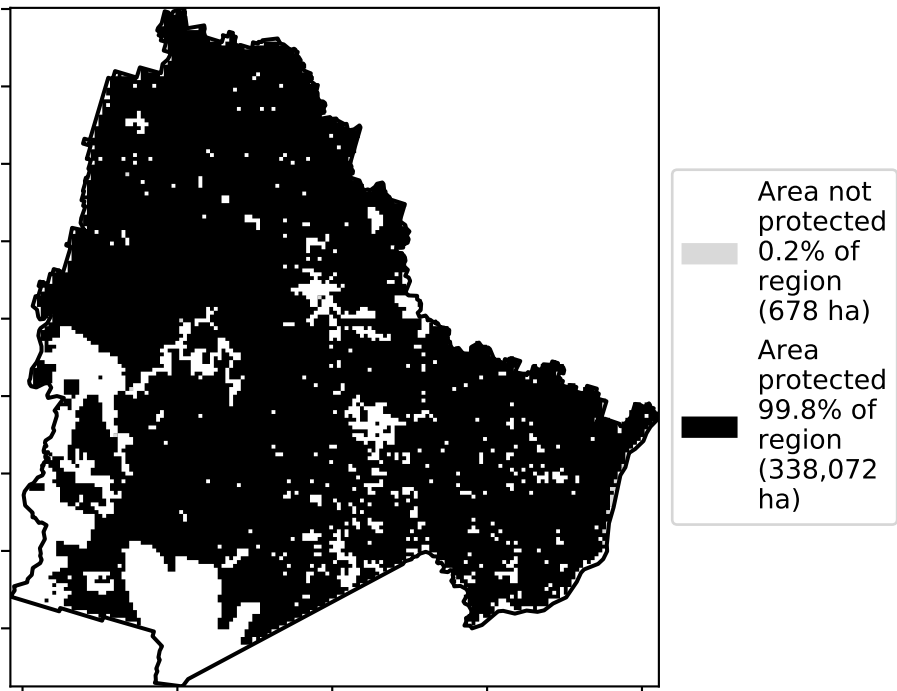 Area not
protected
0.2% of
region
(678 ha)
Area
protected
99.8% of
region
(338,072
ha)